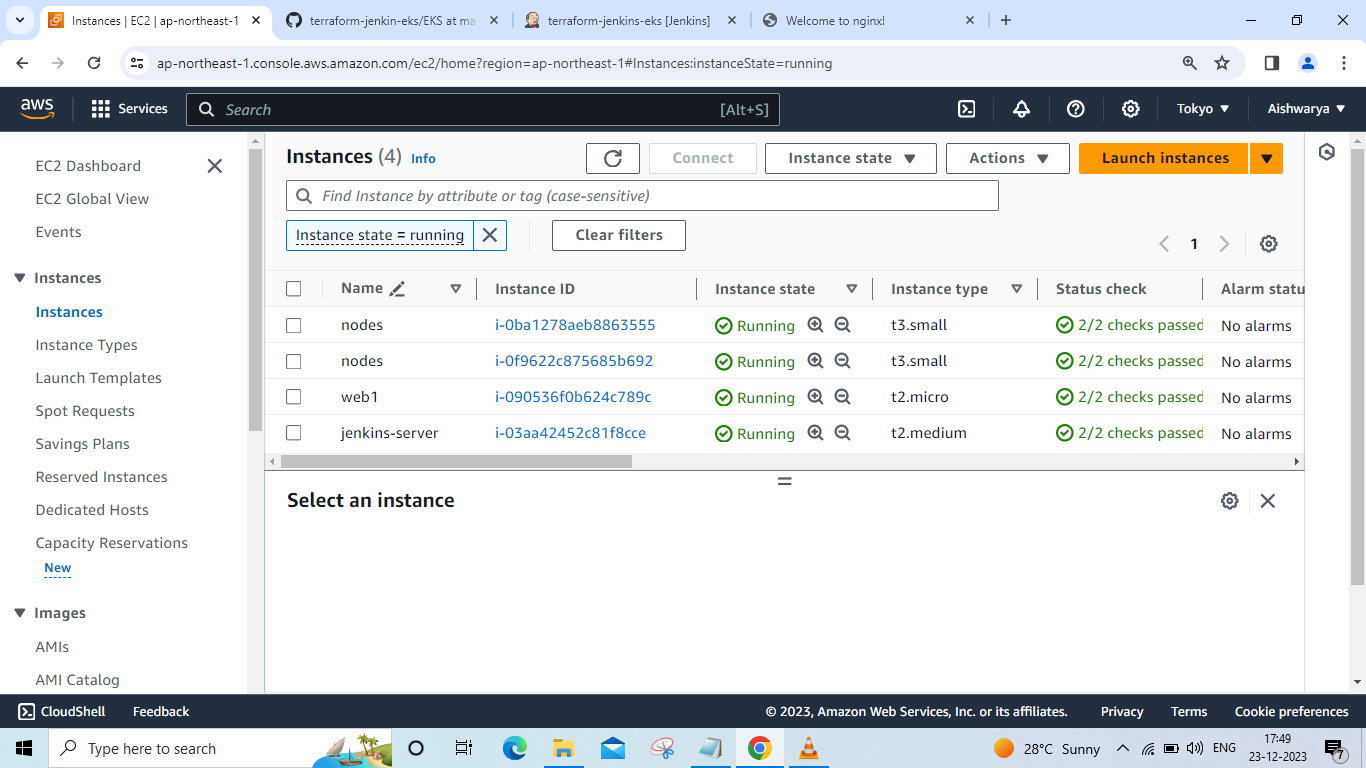 Instances | EC2 | ap-northeast-1
terraform-jenkin-eks/EKS at ma
terraform-jenkins-eks [Jenkins]
Welcome to nginx!
ap-northeast-1.console.aws.amazon.com/ec2/home?region=ap-northeast-1#Instances:instanceState=running
aws
Services
Search
[Alt+S]
Tokyo
Aishwarya
EC2 Dashboard
EC2 Global View
Events
Instances
Instances
Instance Types
Launch Templates
Spot Requests
Savings Plans
Reserved Instances
Dedicated Hosts
Capacity Reservations
New
Images
AMIs
AMI Catalog
Instances (4) Info
Connect
Instance state
Actions
Launch instances
Find Instance by attribute or tag (case-sensitive)
Instance state = running
Clear filters
1
Name Instance ID Instance state Instance type Status check Alarm statu
nodes i-0ba1278aeb8863555 Running t3.small 2/2 checks passed No alarms
nodes i-0f9622c875685b692 Running t3.small 2/2 checks passed No alarms
web1 i-090536f0b624c789c Running t2.micro 2/2 checks passed No alarms
jenkins-server i-03aa42452c81f8cce Running t2.medium 2/2 checks passed No alarms
Select an instance
CloudShell Feedback © 2023, Amazon Web Services, Inc. or its affiliates. Privacy Terms Cookie preferences
Type here to search
28°C Sunny
ENG
17:49
23-12-2023
7